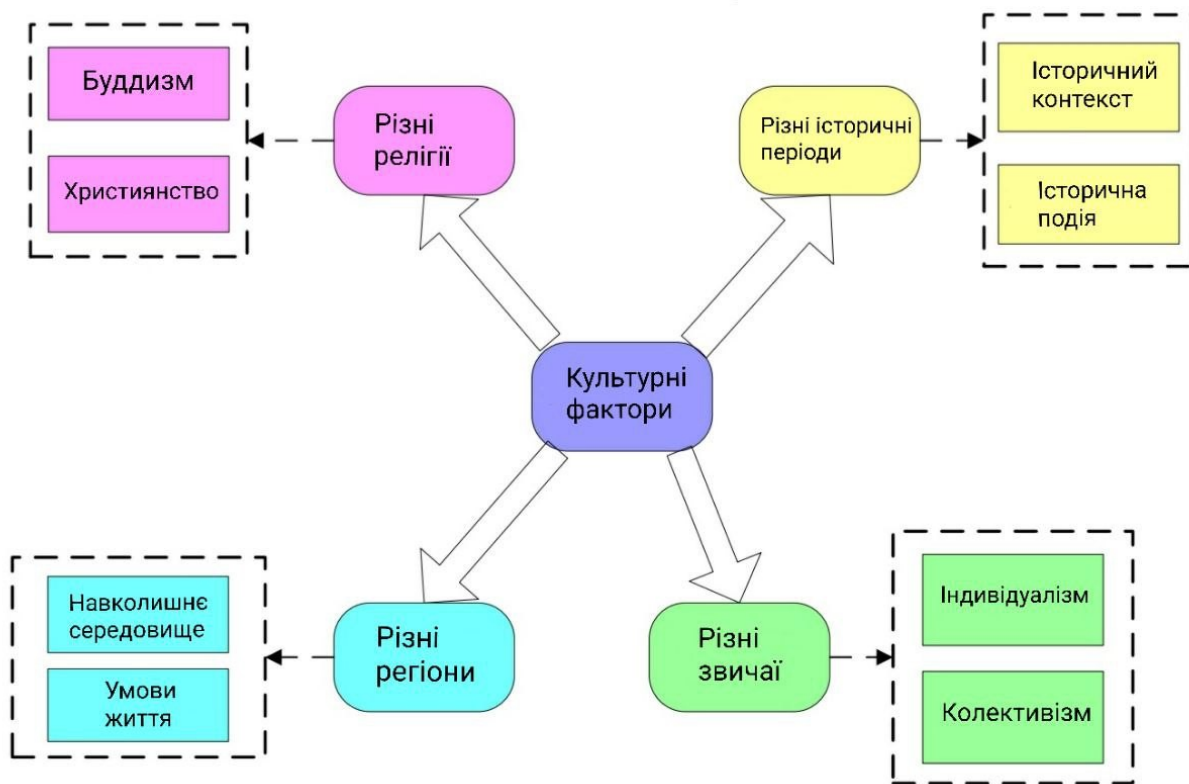 Буддизм
Християнство
Різні
релігії
Різні історичні
періоди
Історичний
контекст
Історична
подія
Культурні
фактори
Навколишнє
середовище
Умови
життя
Різні
регіони
Різні
звичаї
Індивідуалізм
Колективізм